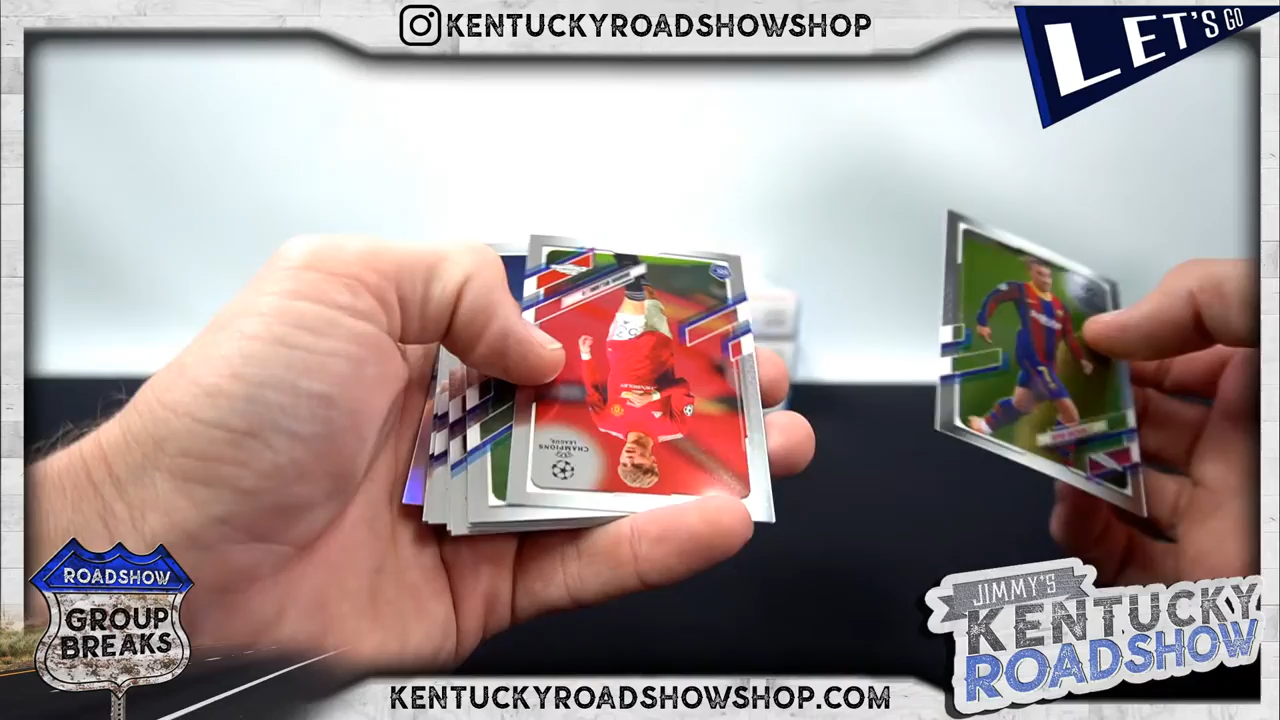 KENTUCKYROADSHOWSHOP
LET'S GO
CHAMPIONS
LEAGUE
ROADSHOW
GROUP
BREAKS
JIMMY'S
KENTUCKY
ROADSHOW
KENTUCKYROADSHOWSHOP.COM